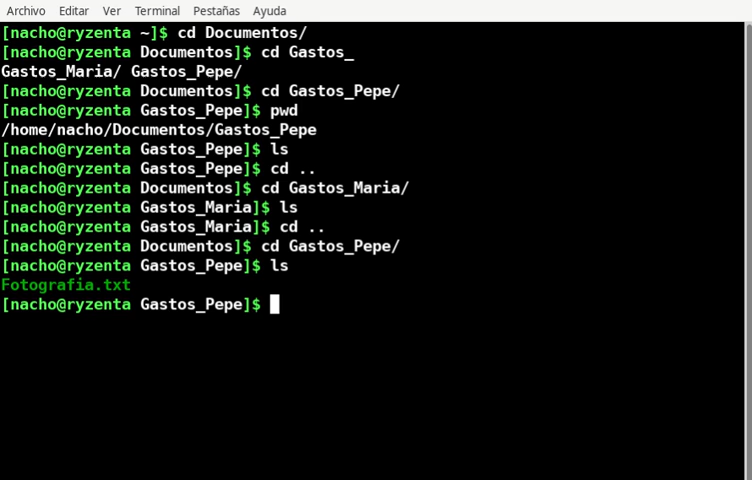 Archivo Editar Ver Terminal Pestañas Ayuda
[nacho@ryzenta ~]$ cd Documentos/
[nacho@ryzenta Documentos]$ cd Gastos_
Gastos_Maria/ Gastos_Pepe/
[nacho@ryzenta Documentos]$ cd Gastos_Pepe/
[nacho@ryzenta Gastos_Pepe]$ pwd
/home/nacho/Documentos/Gastos_Pepe
[nacho@ryzenta Gastos_Pepe]$ ls
[nacho@ryzenta Gastos_Pepe]$ cd ..
[nacho@ryzenta Documentos]$ cd Gastos_Maria/
[nacho@ryzenta Gastos_Maria]$ ls
[nacho@ryzenta Gastos_Maria]$ cd ..
[nacho@ryzenta Documentos]$ cd Gastos_Pepe/
[nacho@ryzenta Gastos_Pepe]$ ls
Fotografia.txt
[nacho@ryzenta Gastos_Pepe]$